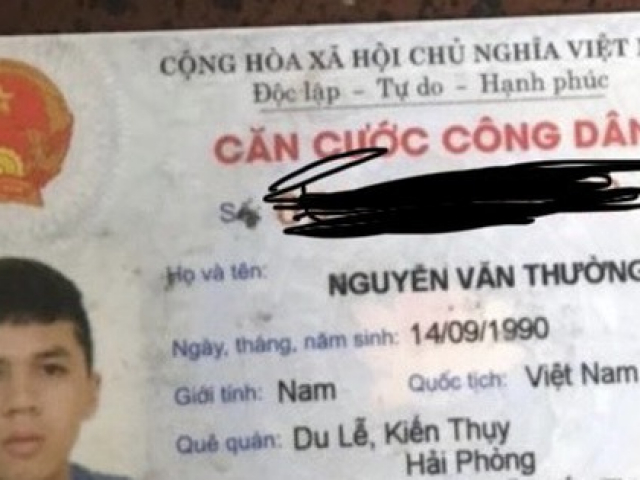 CỘNG HÒA XÃ HỘI CHỦ NGHĨA VIỆT
Độc lập - Tự do - Hạnh phúc
CĂN CƯỚC CÔNG DÂN
Số
Họ và tên: NGUYỄN VĂN THƯỜNG
Ngày, tháng, năm sinh: 14/09/1990
Giới tính: Nam Quốc tịch: Việt Nam
Quê quán: Du Lễ, Kiến Thụy
Hải Phòng